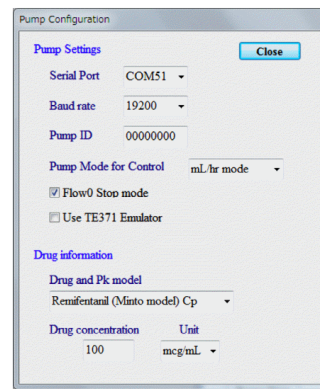 Pump Configuration
Pump Settings
Close
Serial Port COM51
Baud rate 19200
Pump ID 00000000
Pump Mode for Control mL/hr mode
Flow0 Stop mode
Use TE371 Emulator
Drug information
Drug and Pk model
Remifentanil (Minto model) Cp
Drug concentration Unit
100 mcg/mL